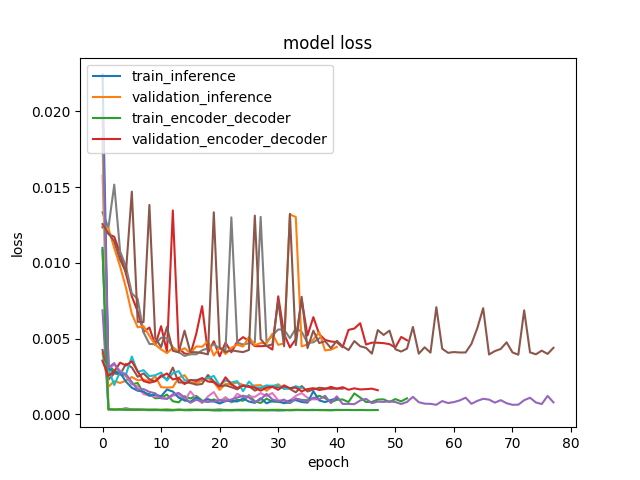 model loss
train_inference
validation_inference
train_encoder_decoder
validation_encoder_decoder
0.020
0.015
0.010
0.005
0.000
loss
0 10 20 30 40 50 60 70 80
epoch